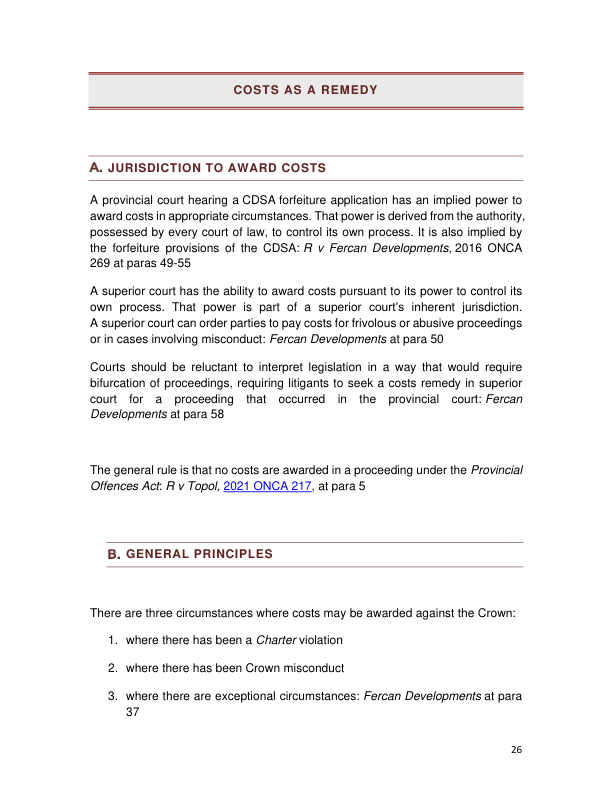 COSTS AS A REMEDY
A. JURISDICTION TO AWARD COSTS
A provincial court hearing a CDSA forfeiture application has an implied power to
award costs in appropriate circumstances. That power is derived from the authority,
possessed by every court of law, to control its own process. It is also implied by
the forfeiture provisions of the CDSA: R v Fercan Developments, 2016 ONCA
269 at paras 49-55
A superior court has the ability to award costs pursuant to its power to control its
own process. That power is part of a superior court's inherent jurisdiction.
A superior court can order parties to pay costs for frivolous or abusive proceedings
or in cases involving misconduct: Fercan Developments at para 50
Courts should be reluctant to interpret legislation in a way that would require
bifurcation of proceedings, requiring litigants to seek a costs remedy in superior
court for a proceeding that occurred in the provincial court: Fercan
Developments at para 58
The general rule is that no costs are awarded in a proceeding under the Provincial
Offences Act: R v Topol, 2021 ONCA 217, at para 5
B. GENERAL PRINCIPLES
There are three circumstances where costs may be awarded against the Crown:
1. where there has been a Charter violation
2. where there has been Crown misconduct
3. where there are exceptional circumstances: Fercan Developments at para
37
26